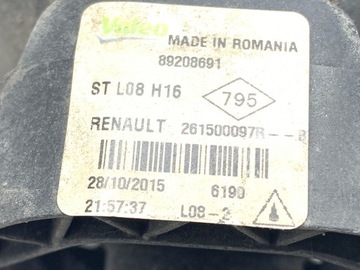 Valeo
MADE IN ROMANIA
89208691
ST L08 H16
795
RENAULT 261500097R--B
28/10/2015 6190
21:57:37 L08-2